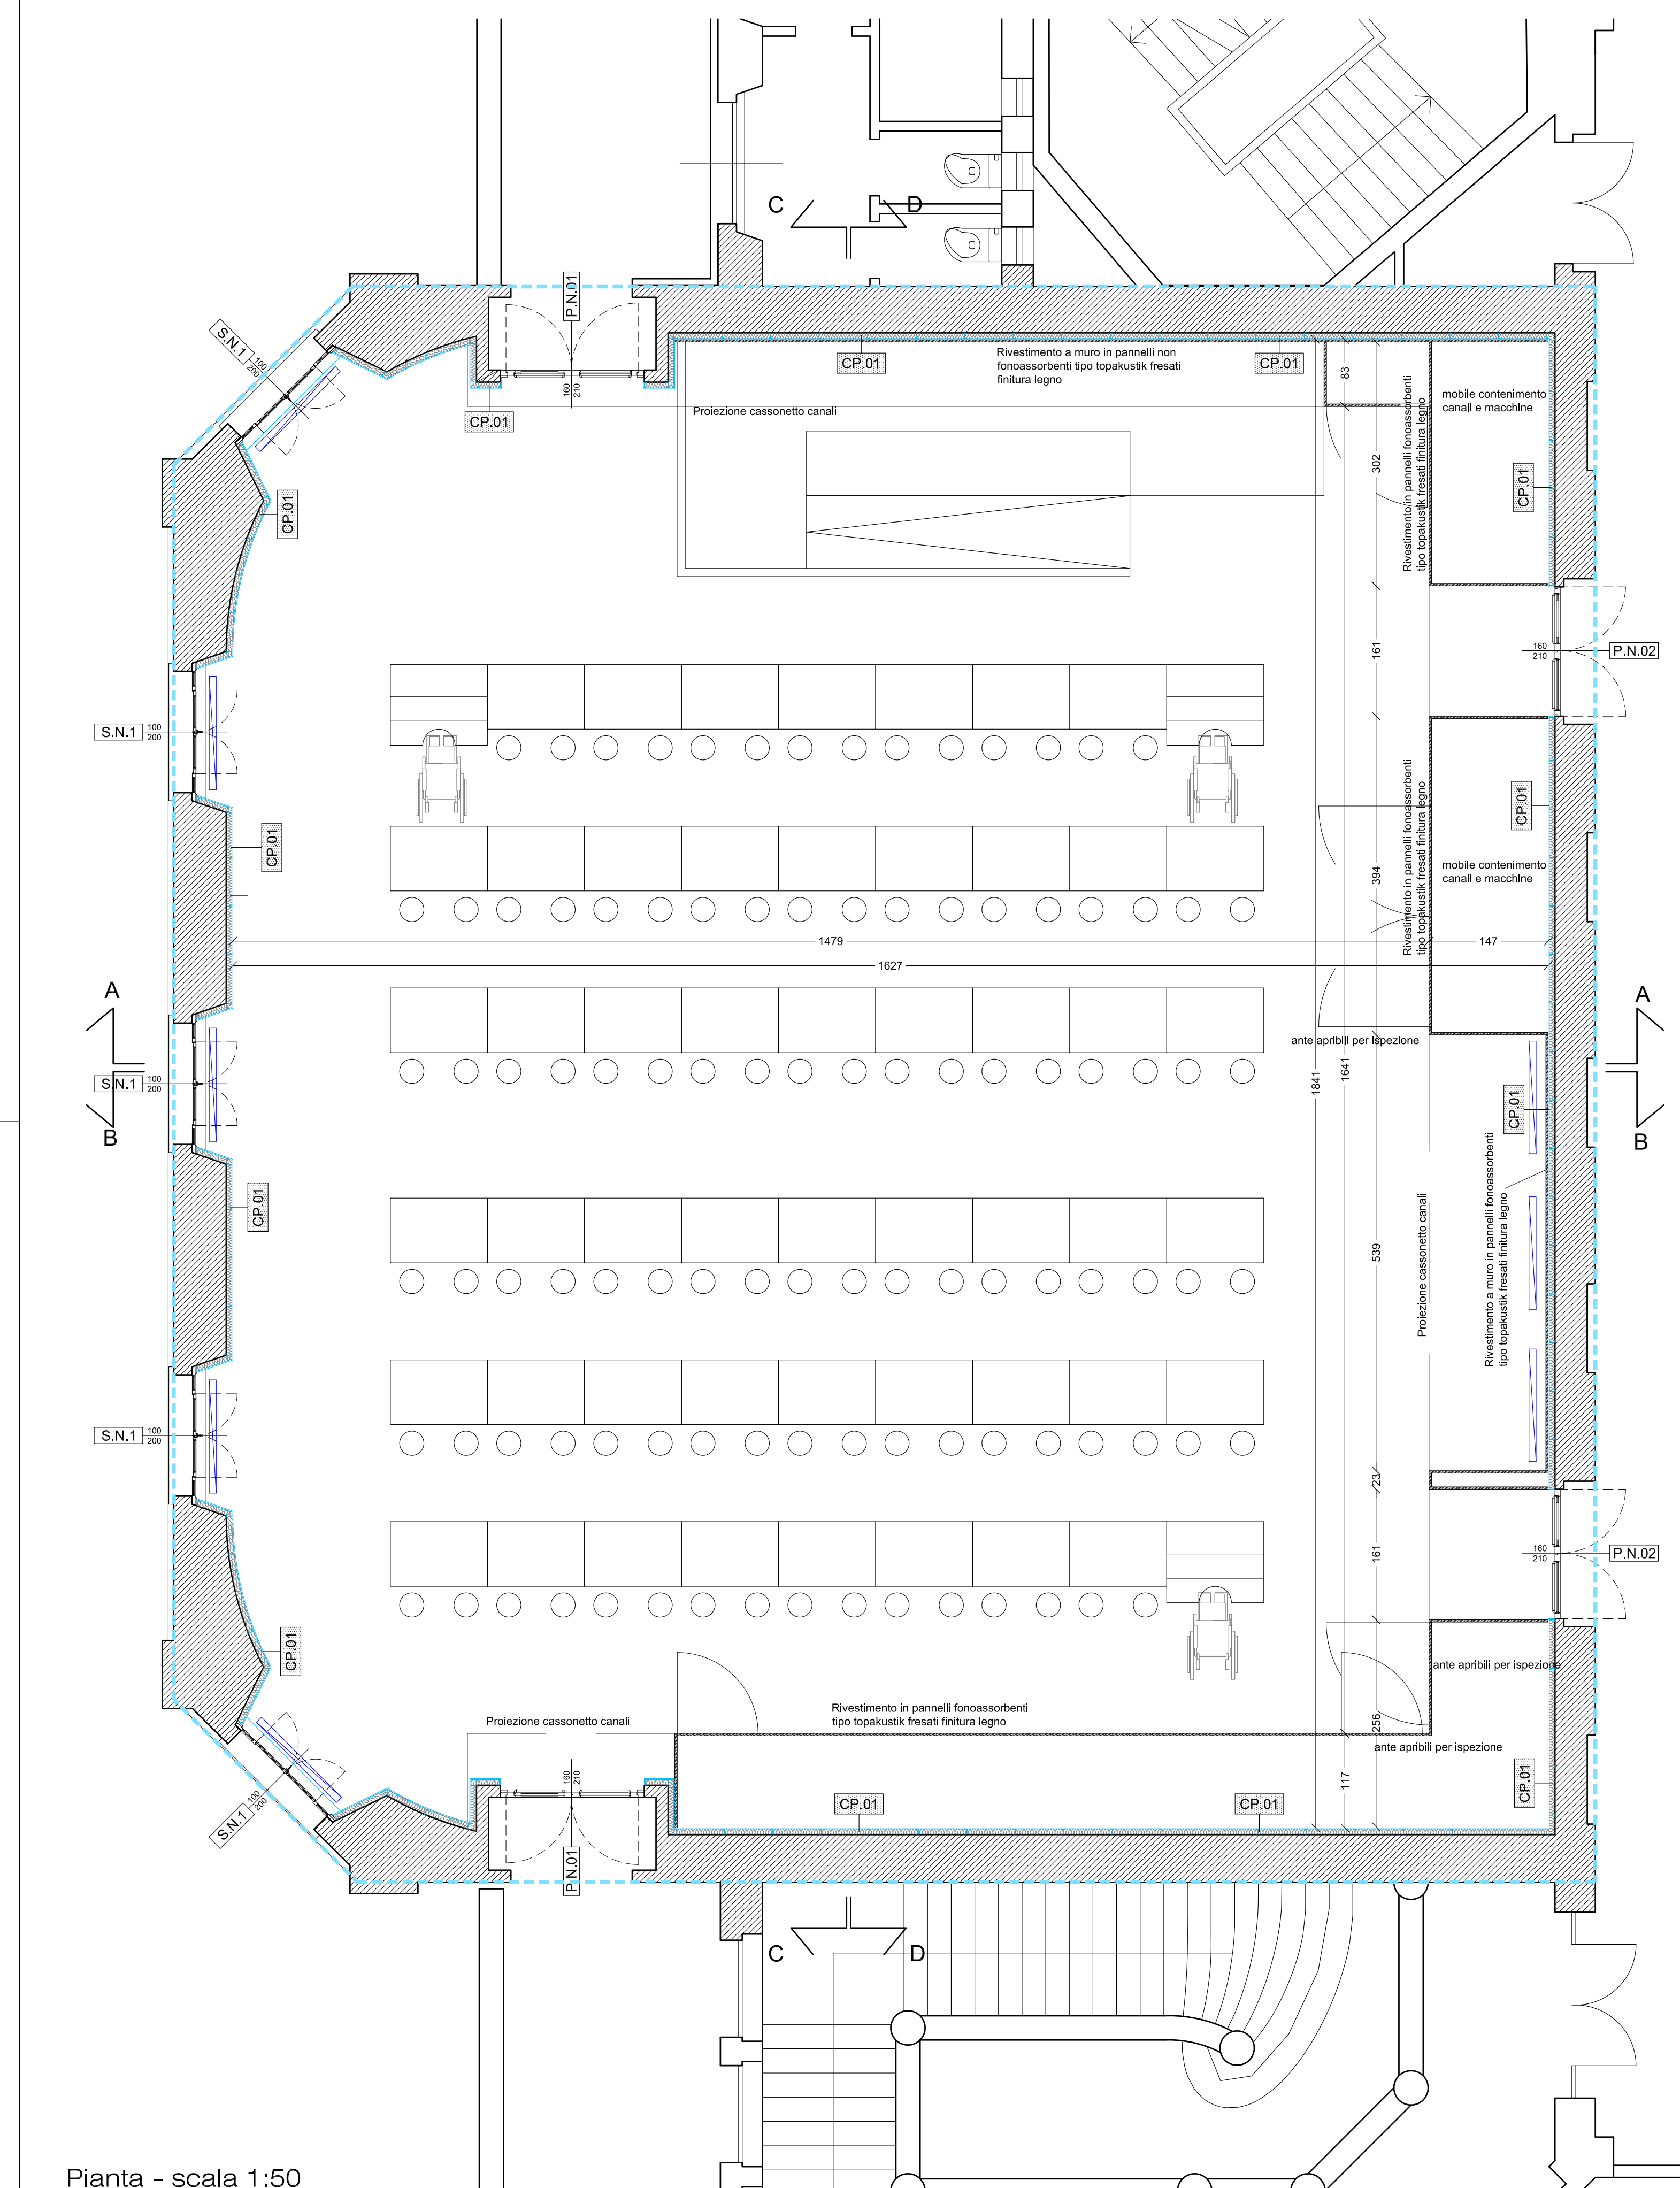 C
D
P.N.01
160
210
S.N.1
100
200
CP.01
CP.01
CP.01
Rivestimento a muro in pannelli non
fonoassorbenti tipo topakustik fresati
finitura legno
83
Proiezione cassonetto canali
mobile contenimento
canali e macchine
Rivestimento in pannelli fonoassorbenti
tipo topakustik fresati finitura legno
302
CP.01
CP.01
161
160
210
P.N.02
S.N.1
100
200
CP.01
CP.01
Rivestimento in pannelli fonoassorbenti
tipo topakustik fresati finitura legno
394
mobile contenimento
canali e macchine
1479
147
1627
A
A
ante apribili per ispezione
1841
1641
S.N.1
100
200
CP.01
B
B
CP.01
Proiezione cassonetto canali
539
Rivestimento a muro in pannelli fonoassorbenti
tipo topakustik fresati finitura legno
S.N.1
100
200
23
161
160
210
P.N.02
CP.01
ante apribili per ispezione
Rivestimento in pannelli fonoassorbenti
tipo topakustik fresati finitura legno
Proiezione cassonetto canali
256
ante apribili per ispezione
117
S.N.1
100
200
160
210
P.N.01
CP.01
CP.01
CP.01
C
D
Pianta - scala 1:50